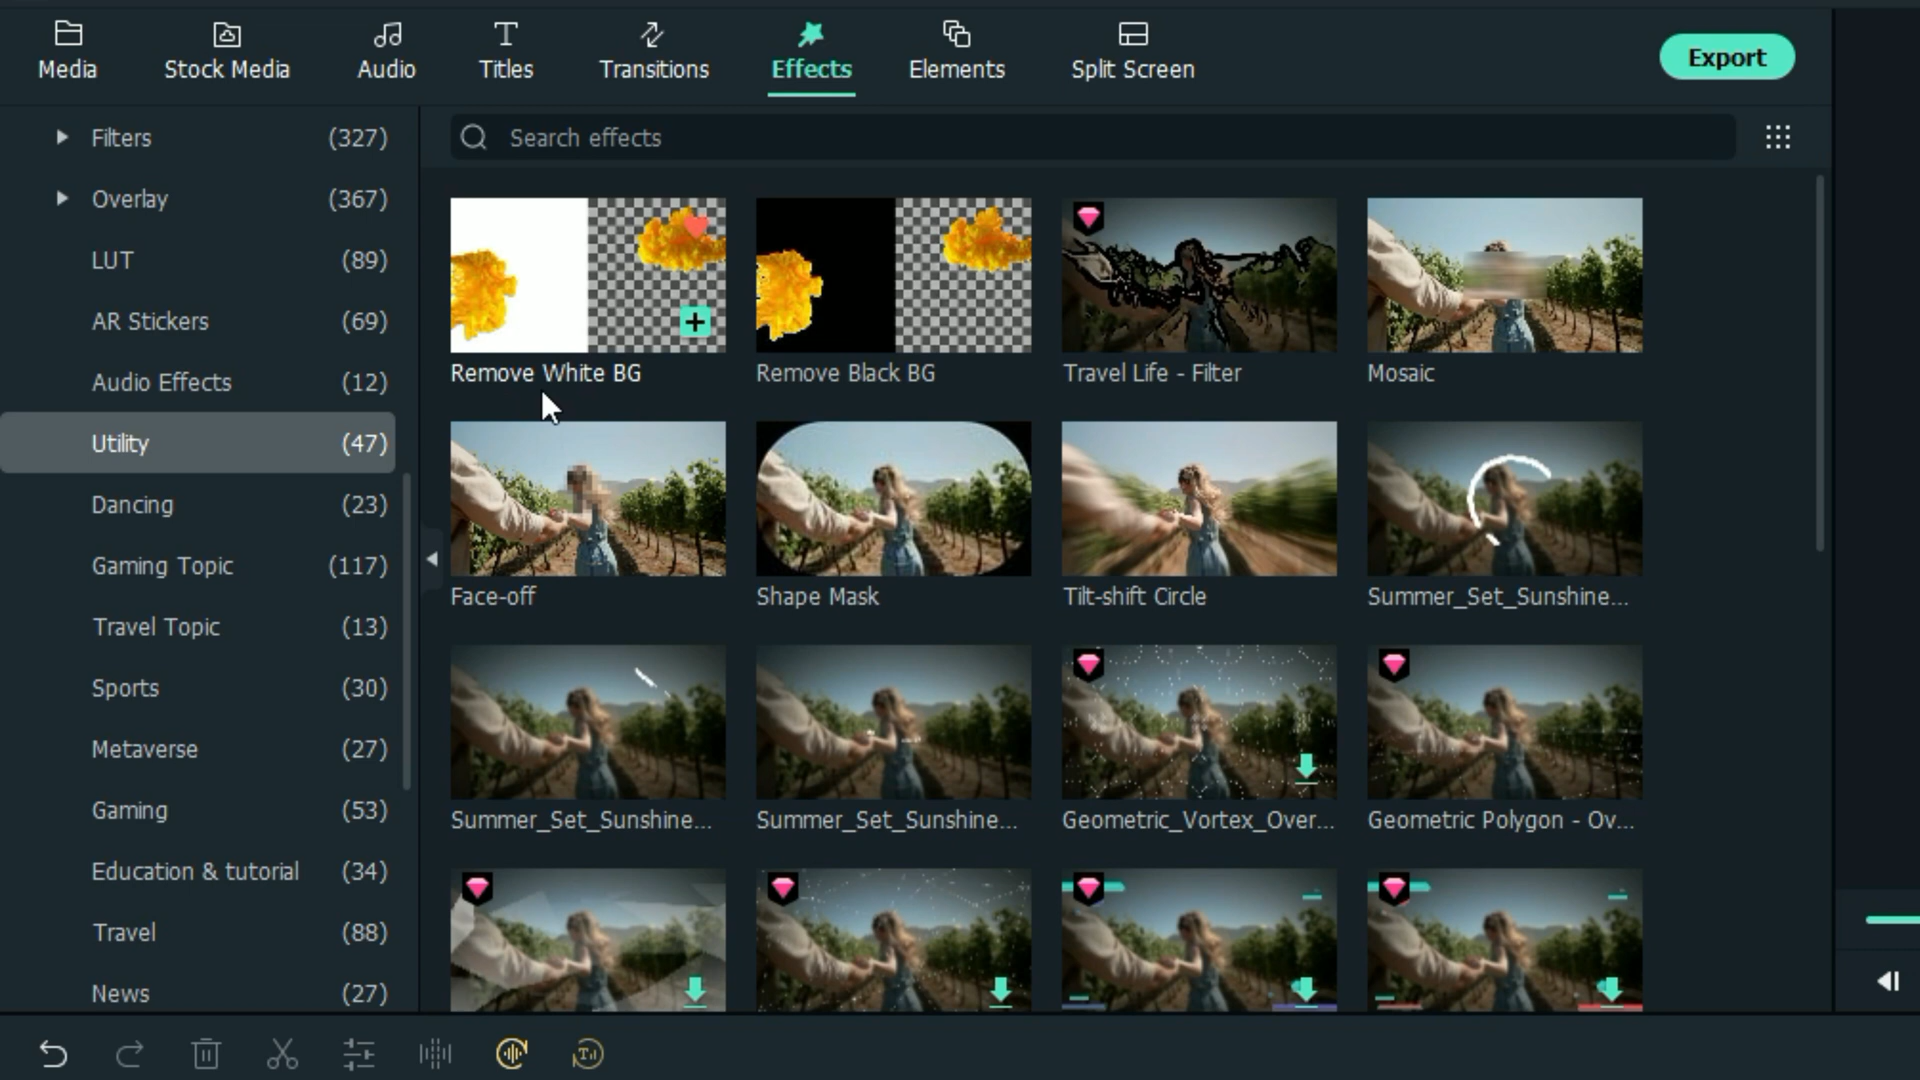 Media
Stock Media
Audio
Titles
Transitions
Effects
Elements
Split Screen
Export
Filters (327)
Overlay (367)
LUT (89)
AR Stickers (69)
Audio Effects (12)
Utility (47)
Dancing (23)
Gaming Topic (117)
Travel Topic (13)
Sports (30)
Metaverse (27)
Gaming (53)
Education & tutorial (34)
Travel (88)
News (27)
Search effects
Remove White BG
Remove Black BG
Travel Life - Filter
Mosaic
Face-off
Shape Mask
Tilt-shift Circle
Summer_Set_Sunshine...
Summer_Set_Sunshine...
Summer_Set_Sunshine...
Geometric_Vortex_Over...
Geometric Polygon - Ov...